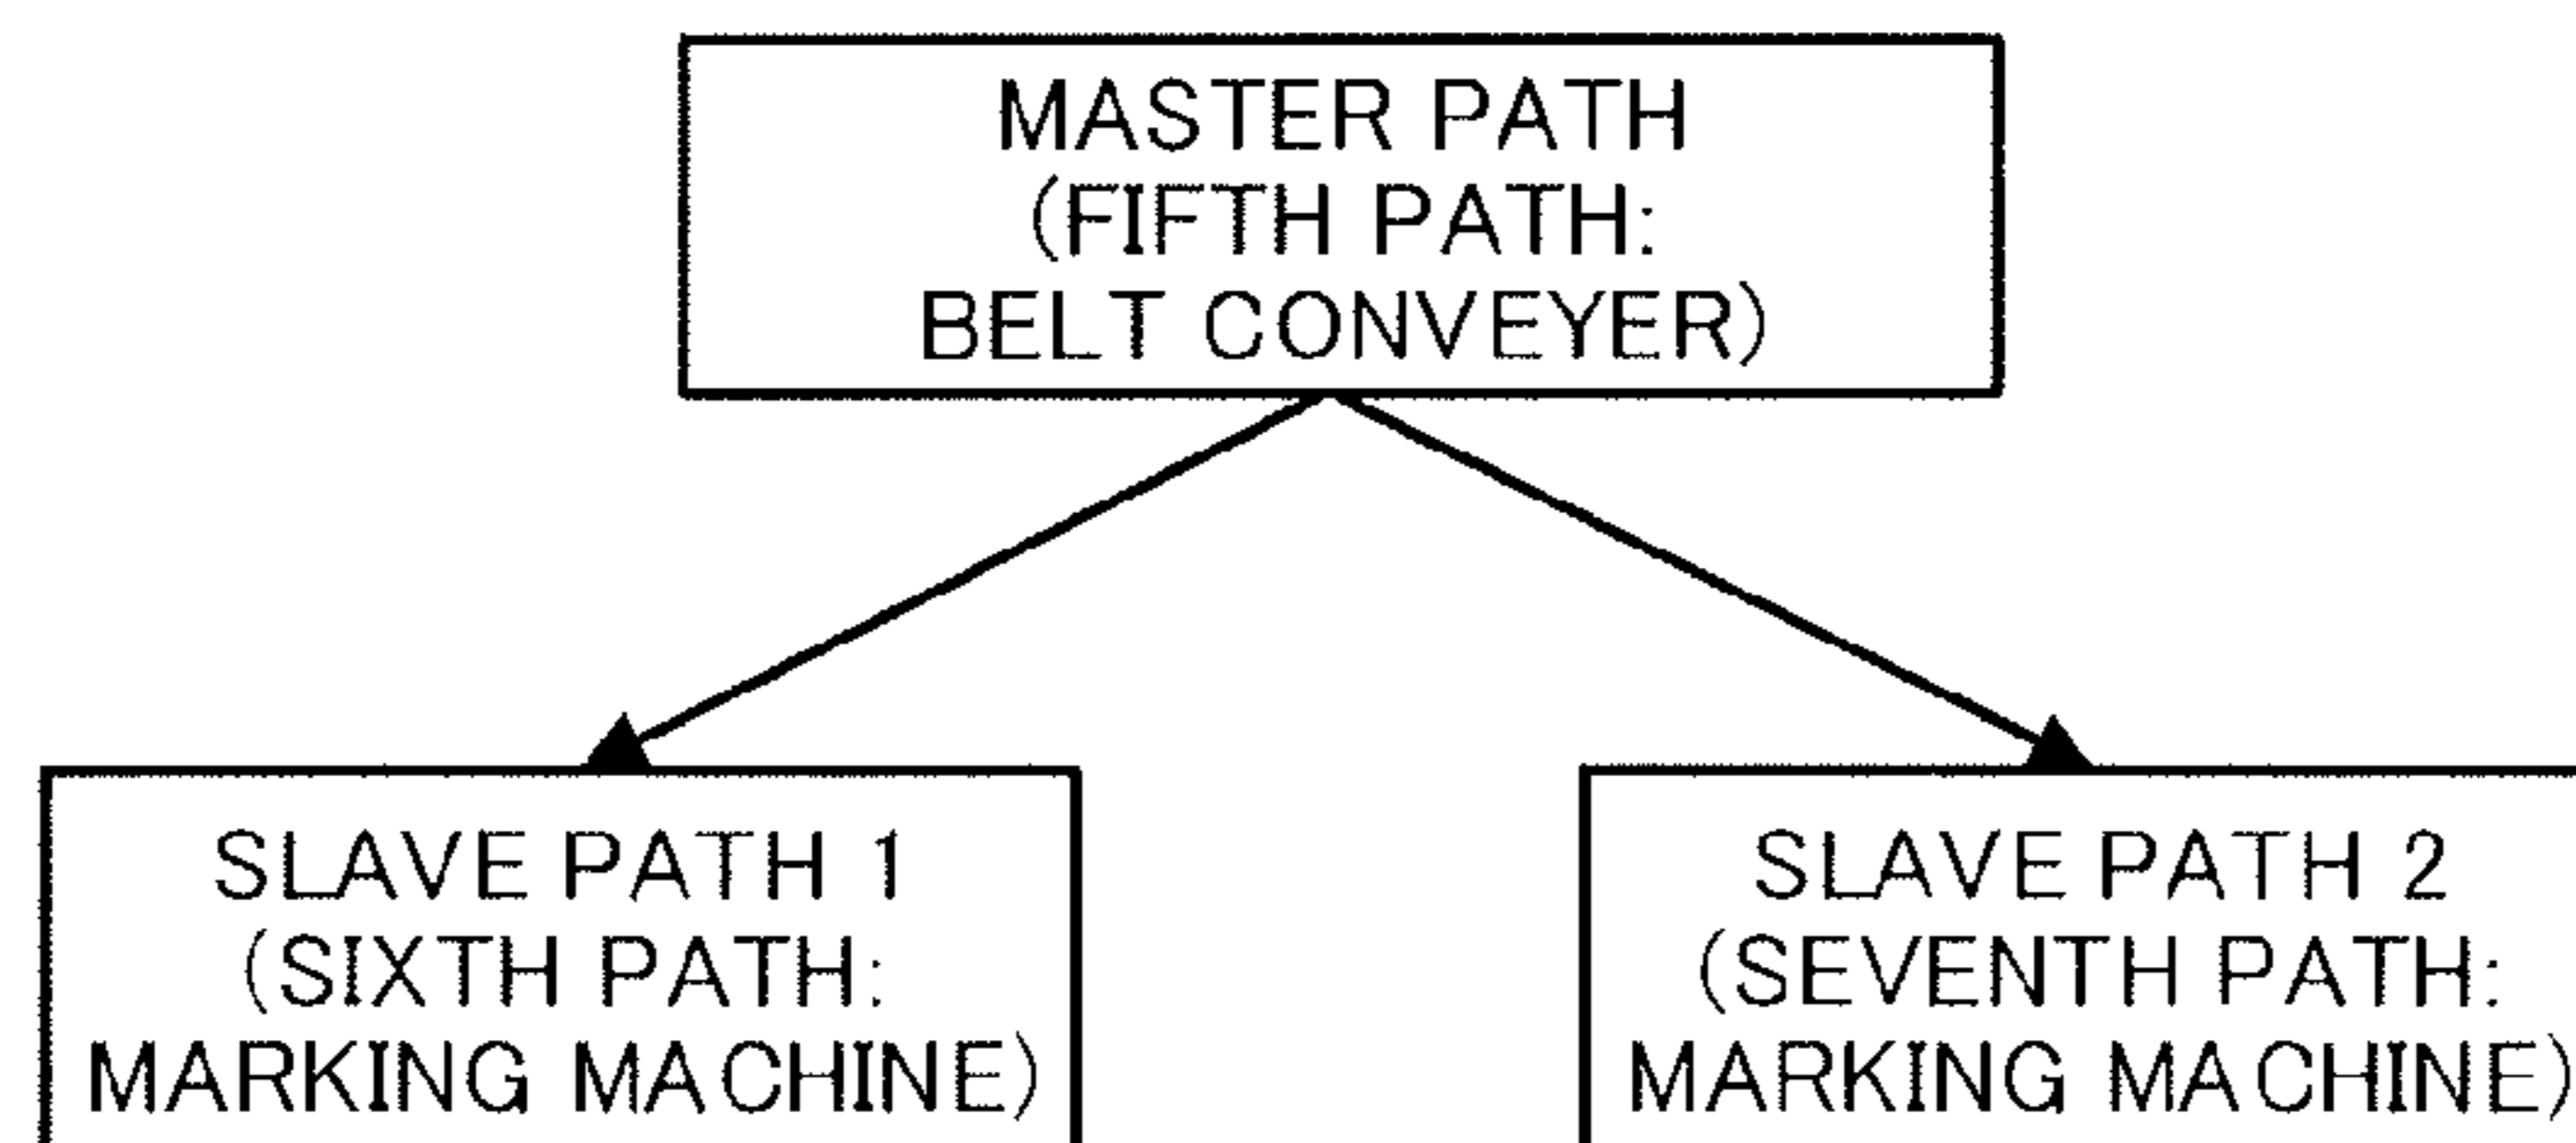 MASTER PATH
(FIFTH PATH:
BELT CONVEYER)
SLAVE PATH 1
(SIXTH PATH:
MARKING MACHINE)
SLAVE PATH 2
(SEVENTH PATH:
MARKING MACHINE)